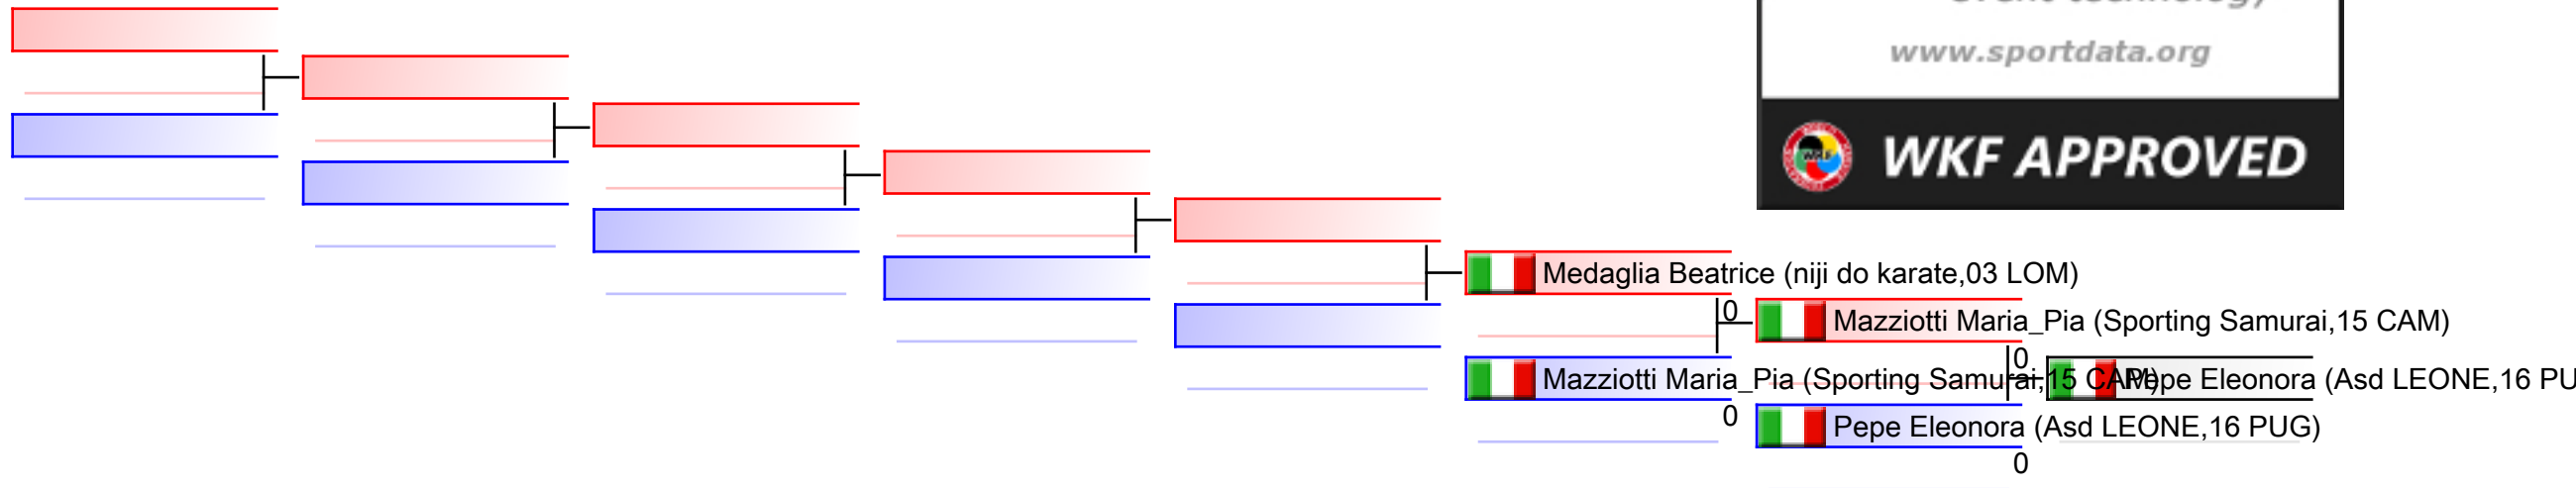 www.sportdata.org
WKF APPROVED
Medaglia Beatrice (niji do karate,03 LOM)
0
Mazziotti Maria_Pia (Sporting Samurai,15 CAM)
0
Mazziotti Maria_Pia (Sporting Samurai,15 CAM)
Pepe Eleonora (Asd LEONE,16 PU
0
Pepe Eleonora (Asd LEONE,16 PUG)
0